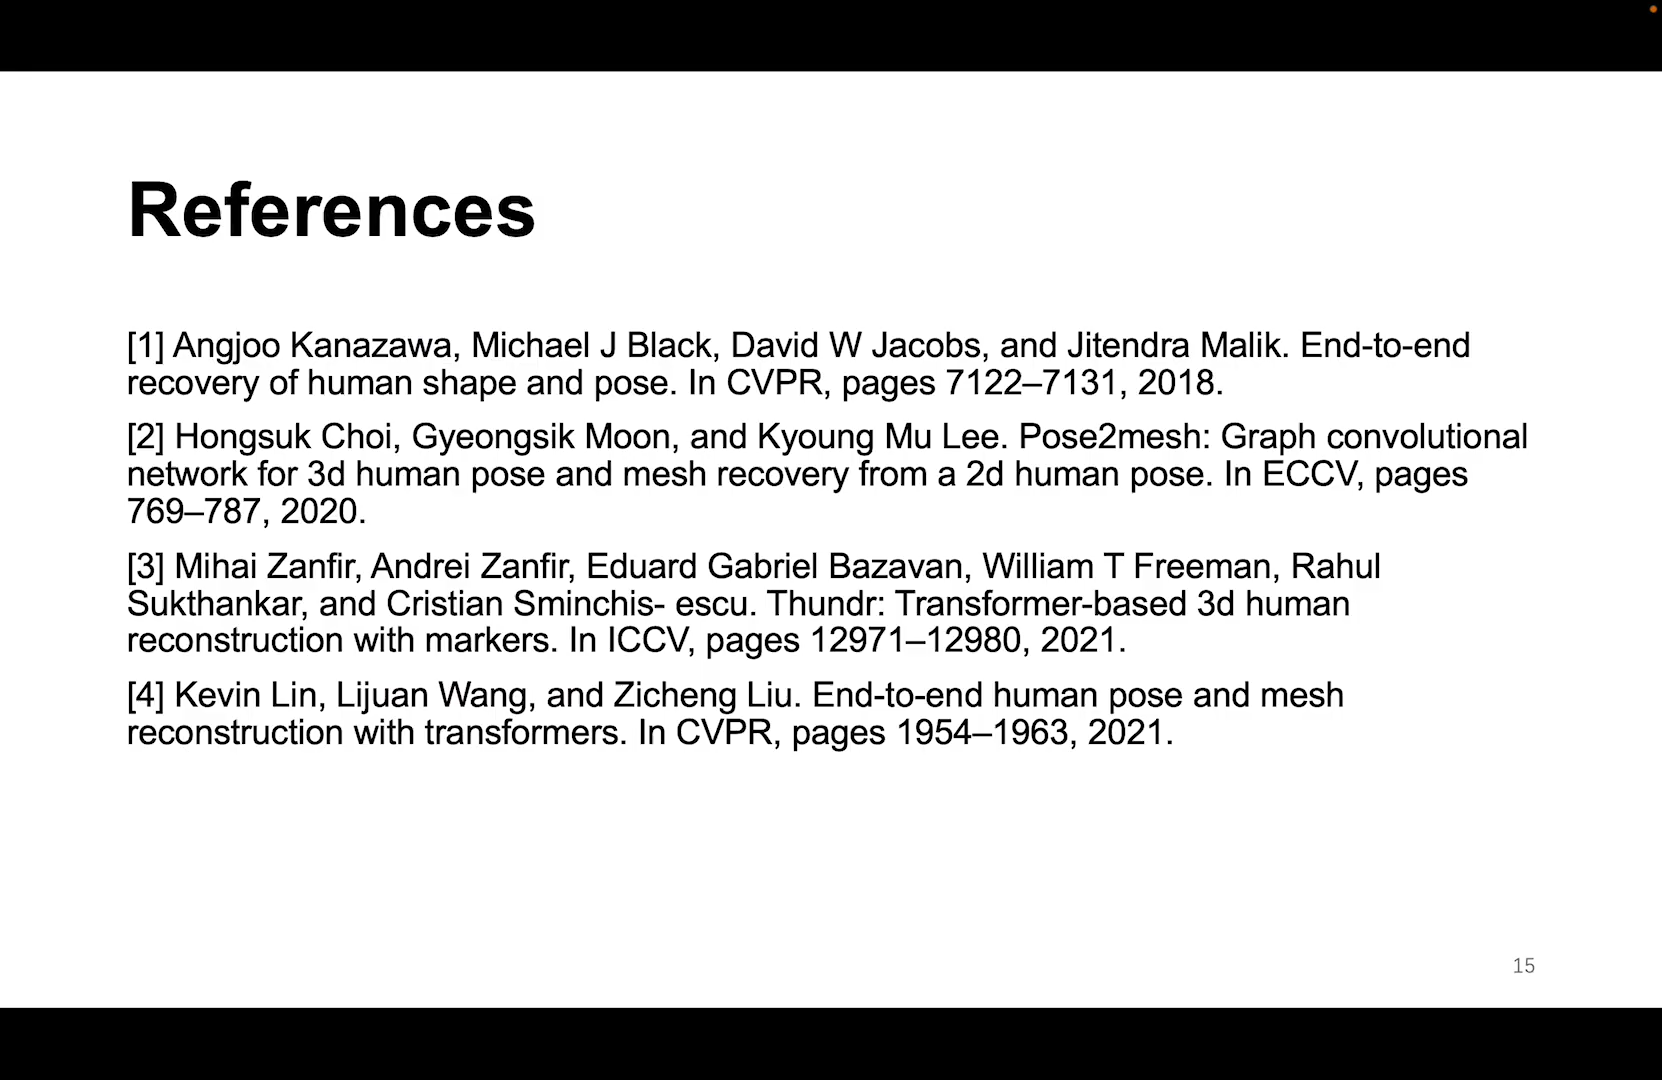 References
[1] Angjoo Kanazawa, Michael J Black, David W Jacobs, and Jitendra Malik. End-to-end
recovery of human shape and pose. In CVPR, pages 7122–7131, 2018.
[2] Hongsuk Choi, Gyeongsik Moon, and Kyoung Mu Lee. Pose2mesh: Graph convolutional
network for 3d human pose and mesh recovery from a 2d human pose. In ECCV, pages
769–787, 2020.
[3] Mihai Zanfir, Andrei Zanfir, Eduard Gabriel Bazavan, William T Freeman, Rahul
Sukthankar, and Cristian Sminchis- escu. Thundr: Transformer-based 3d human
reconstruction with markers. In ICCV, pages 12971–12980, 2021.
[4] Kevin Lin, Lijuan Wang, and Zicheng Liu. End-to-end human pose and mesh
reconstruction with transformers. In CVPR, pages 1954–1963, 2021.
15